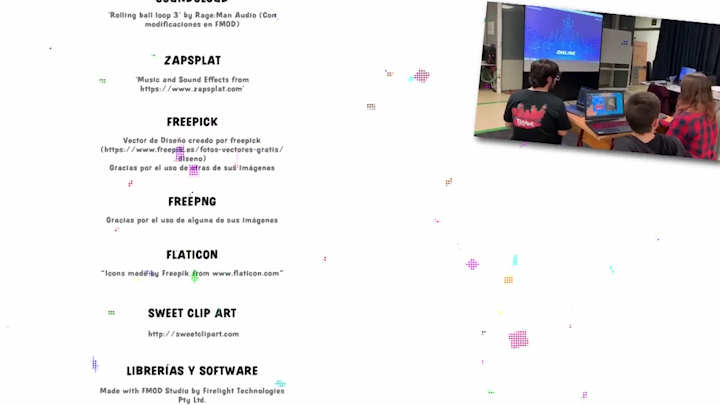 SOUNDCLOUD
'Rolling ball loop 3' by Rage:Man Audio (Con
modificaciones en FMOD)
ZAPSPLAT
'Music and Sound Effects from
https://www.zapsplat.com'
FREEPICK
Vector de Diseño creado por freepick
(https://www.freepik.es/fotos-vectores-gratis/
diseno)
Gracias por el uso de otras de sus imágenes
FREEPNG
Gracias por el uso de alguna de sus imágenes
FLATICON
"Icons made by Freepik from www.flaticon.com"
SWEET CLIP ART
http://sweetclipart.com
LIBRERÍAS Y SOFTWARE
Made with FMOD Studio by Firelight Technologies
Pty Ltd.
ONLINE